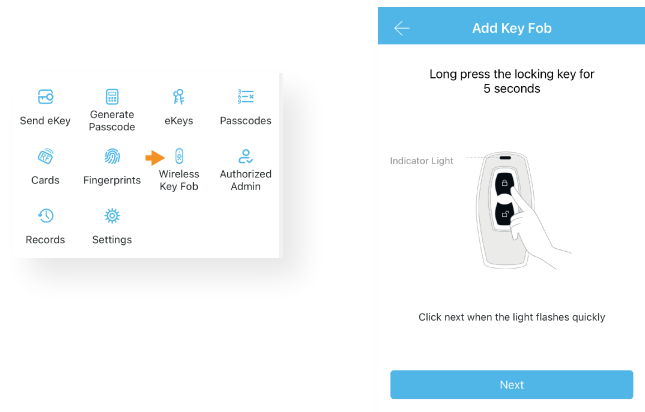 Send eKey
Generate
Passcode
eKeys
Passcodes
Cards
Fingerprints
Wireless
Key Fob
Authorized
Admin
Records
Settings
Add Key Fob
Long press the locking key for
5 seconds
Indicator Light
Click next when the light flashes quickly
Next